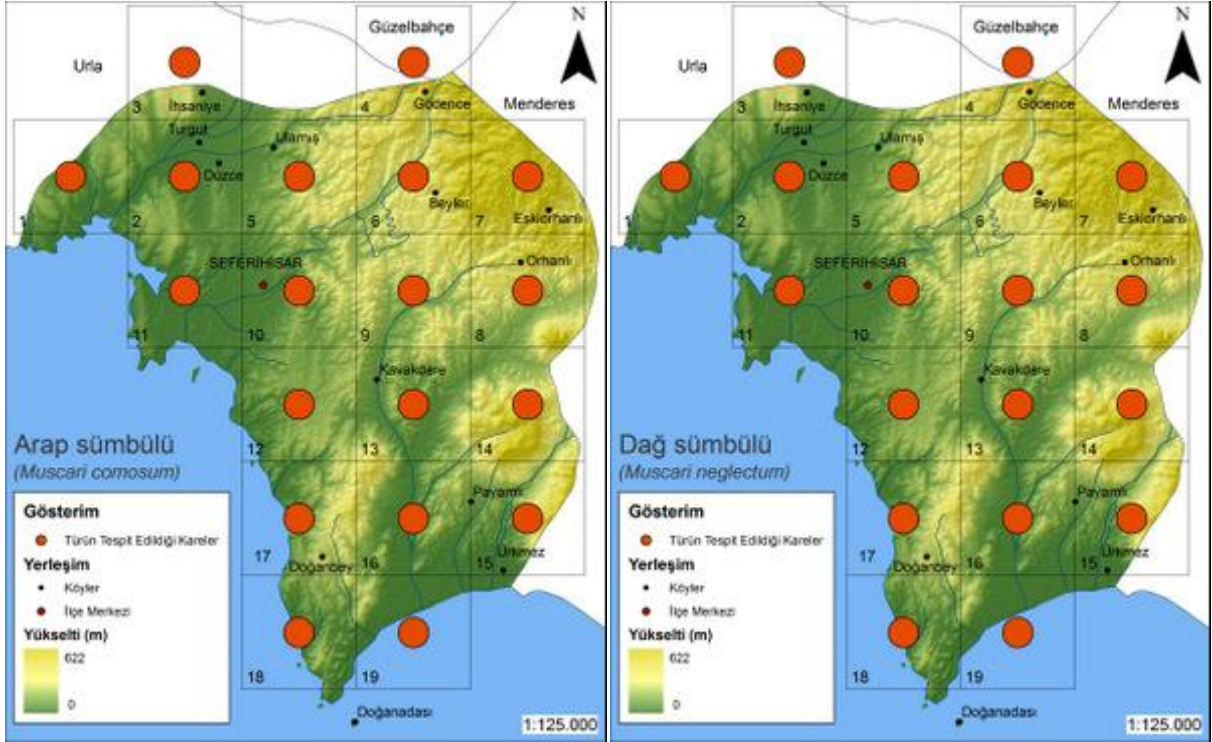 N
Güzelbahçe
Urla
Menderes
3
4
İhsaniye
Gödence
Turgut
Ulamış
Düzce
Beyler
Eskiorhanlı
1
2
5
6
7
SEFERİHİSAR
Orhanlı
11
10
9
8
Kavakdere
Arap sümbülü
(Muscari comosum)
12
13
14
Gösterim
Türün Tespit Edildiği Kareler
Yerleşim
Köyler
İlçe Merkezi
Yükselti (m)
622
0
Payamlı
Ürkmez
Doğanbey
17
16
15
18
19
Doğanadası
1:125.000
N
Güzelbahçe
Urla
Menderes
3
4
İhsaniye
Gödence
Turgut
Ulamış
Düzce
Beyler
Eskiorhanlı
1
2
5
6
7
SEFERİHİSAR
Orhanlı
11
10
9
8
Kavakdere
Dağ sümbülü
(Muscari neglectum)
12
13
14
Gösterim
Türün Tespit Edildiği Kareler
Yerleşim
Köyler
İlçe Merkezi
Yükselti (m)
622
0
Payamlı
Ürkmez
Doğanbey
17
16
15
18
19
Doğanadası
1:125.000